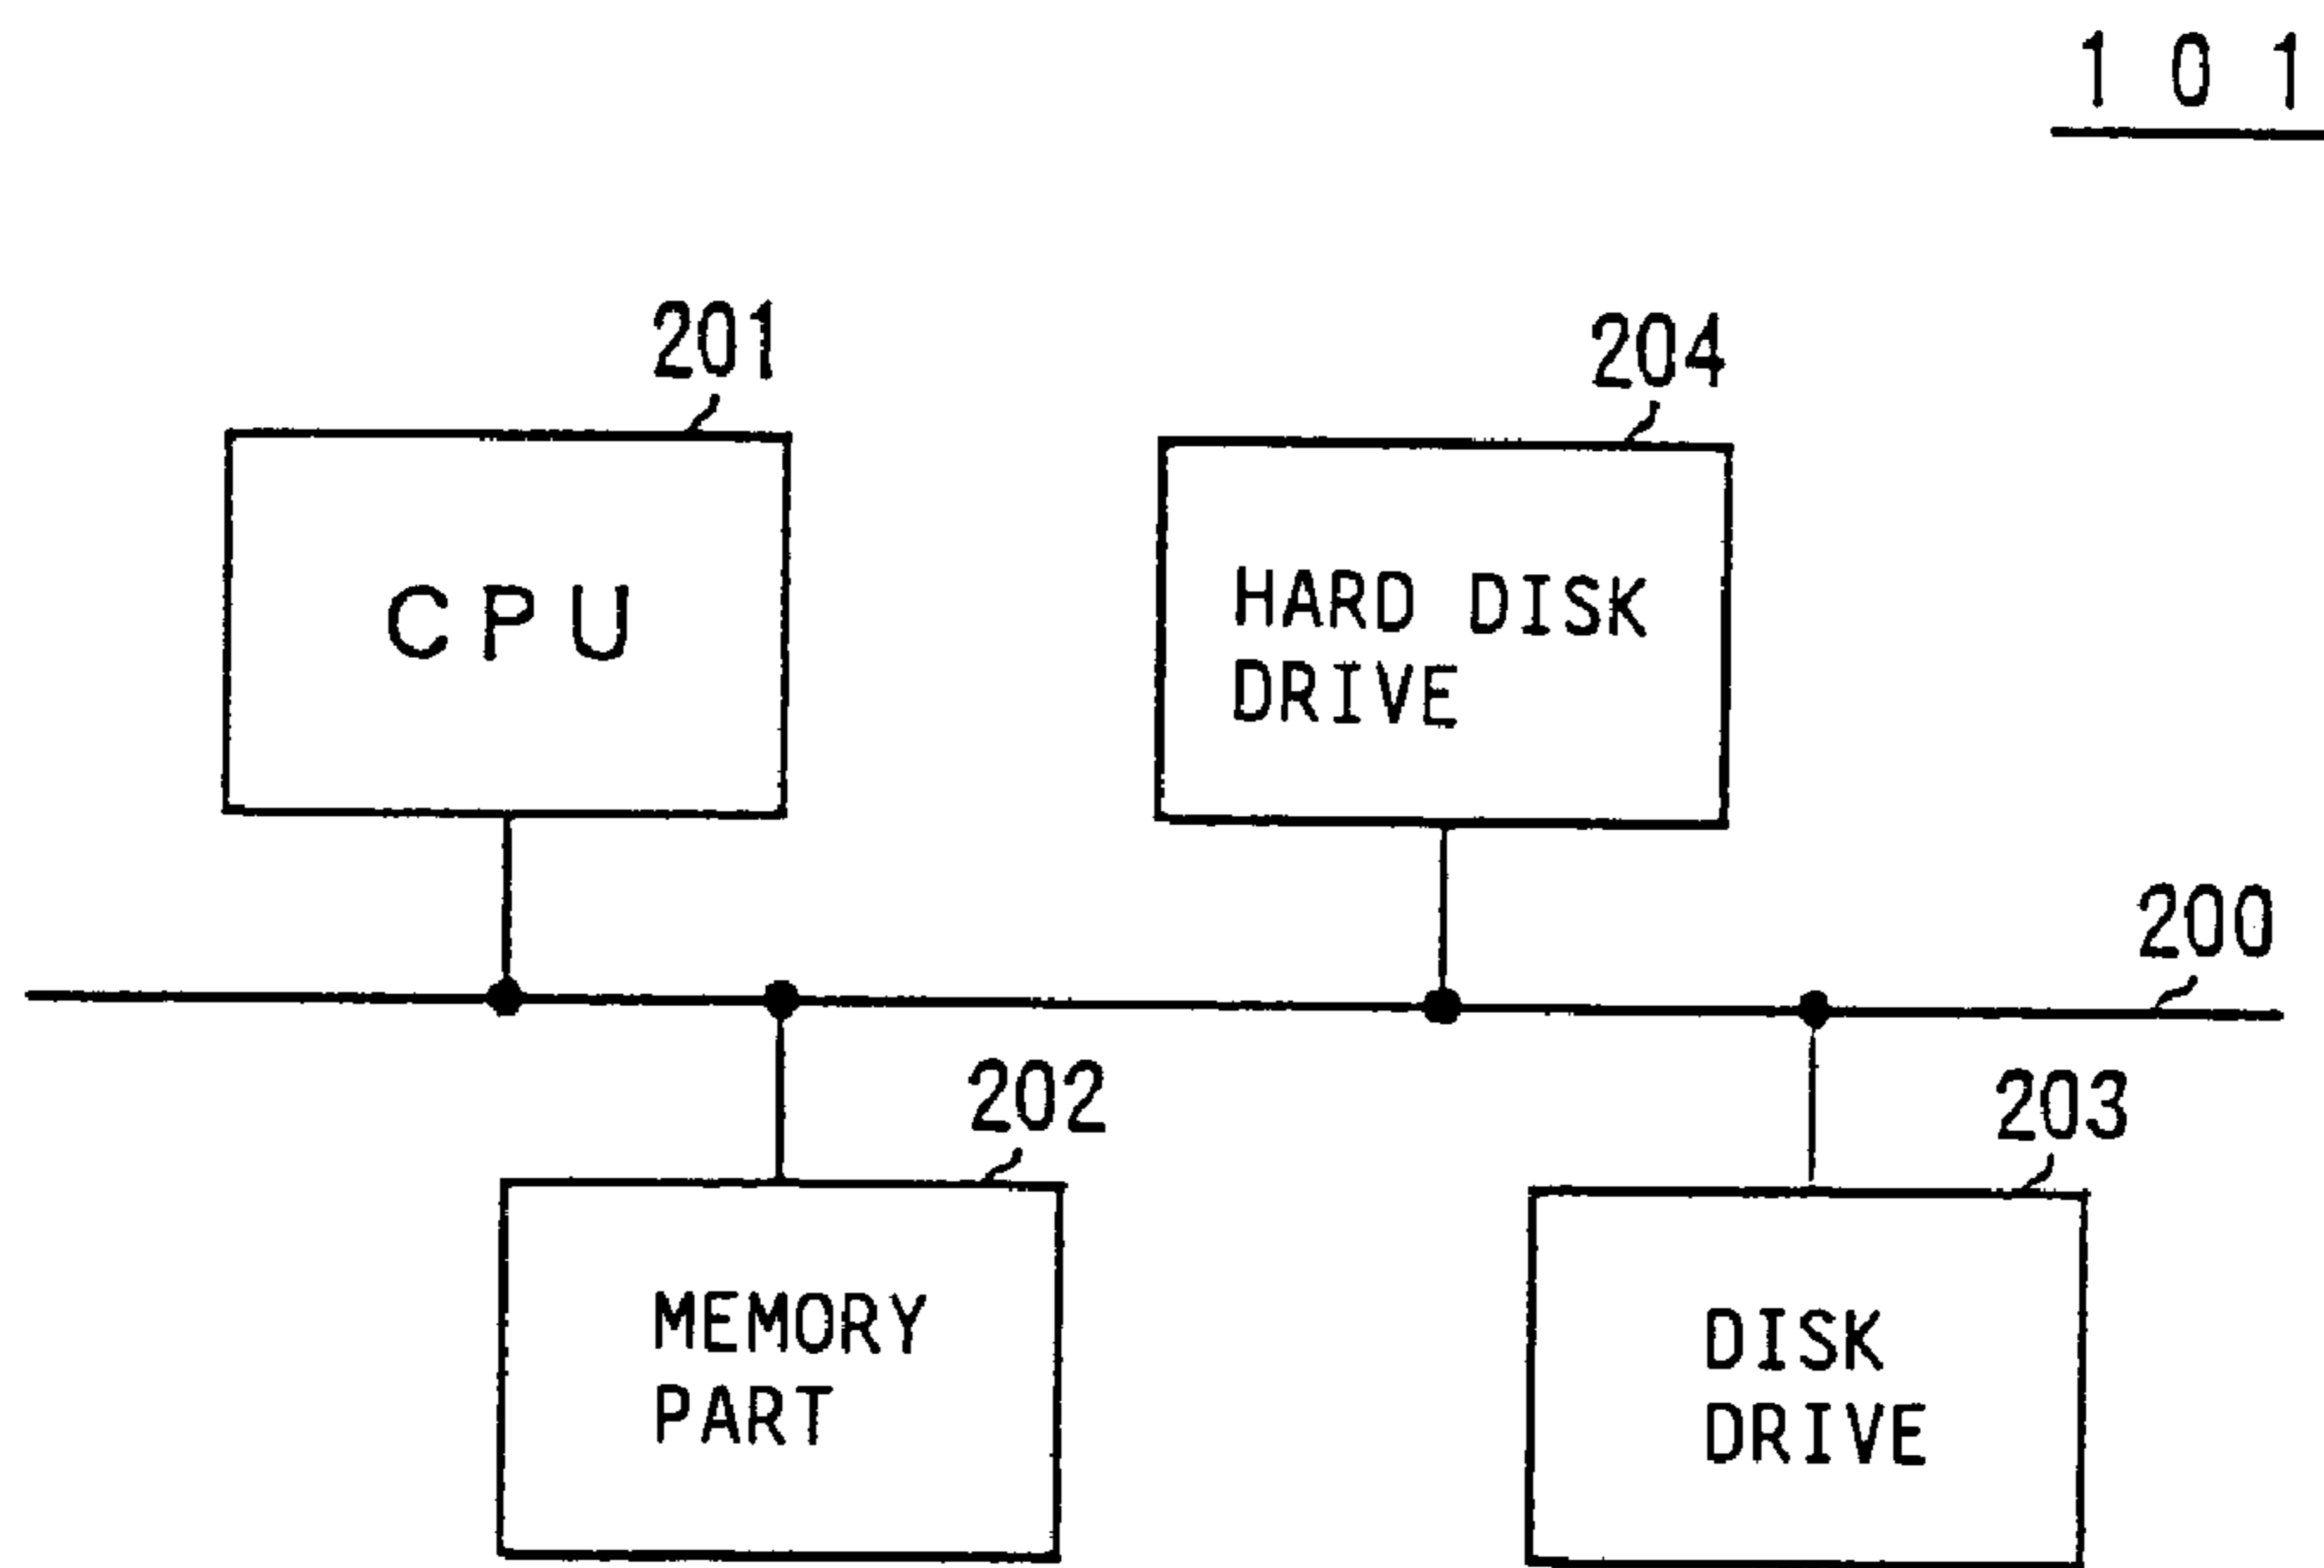 101
201
204
CPU
HARD DISK
DRIVE
200
202
203
MEMORY
PART
DISK
DRIVE